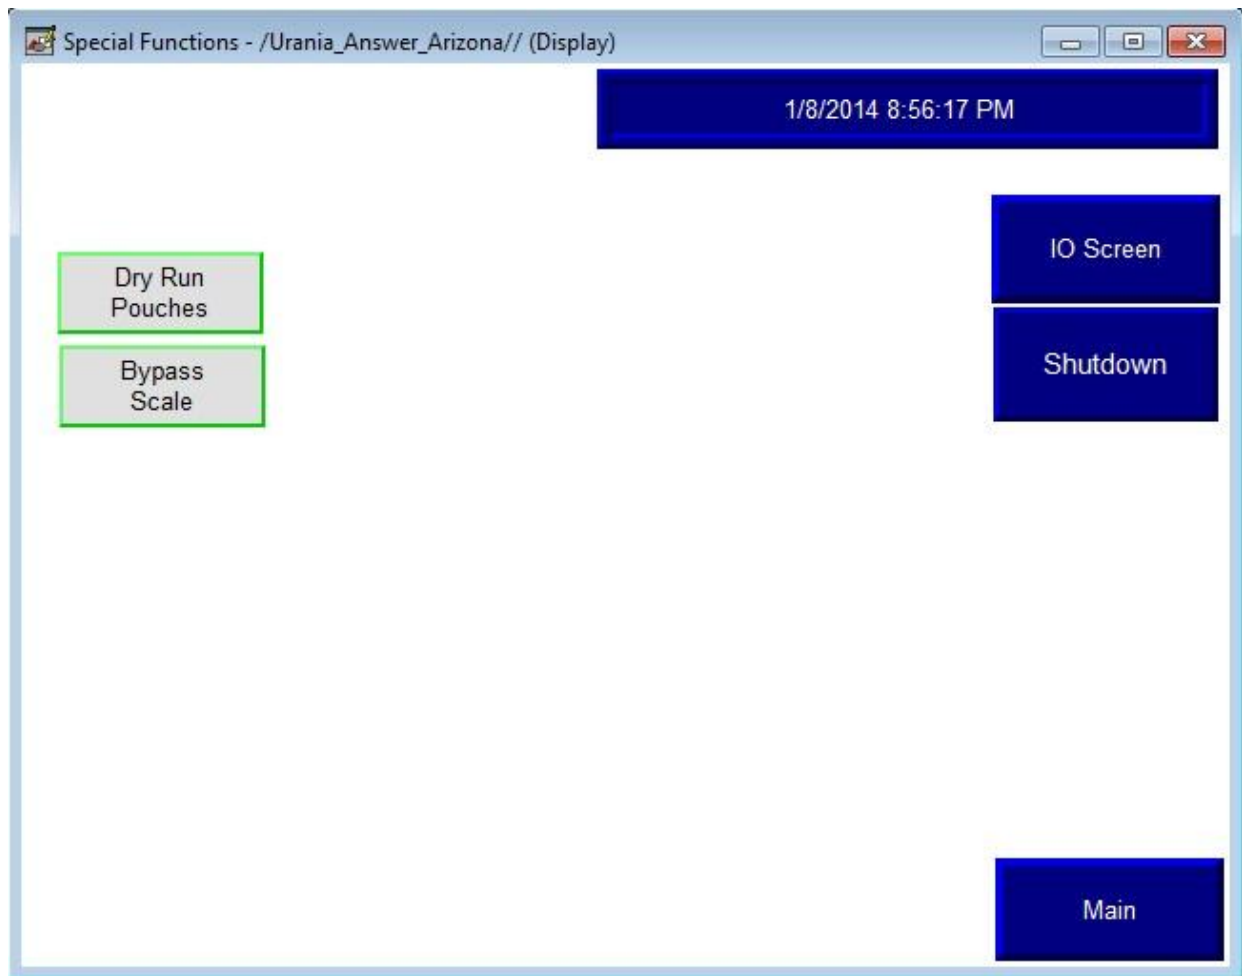 Special Functions - /Urania_Answer_Arizona// (Display)
1/8/2014 8:56:17 PM
IO Screen
Dry Run
Pouches
Shutdown
Bypass
Scale
Main